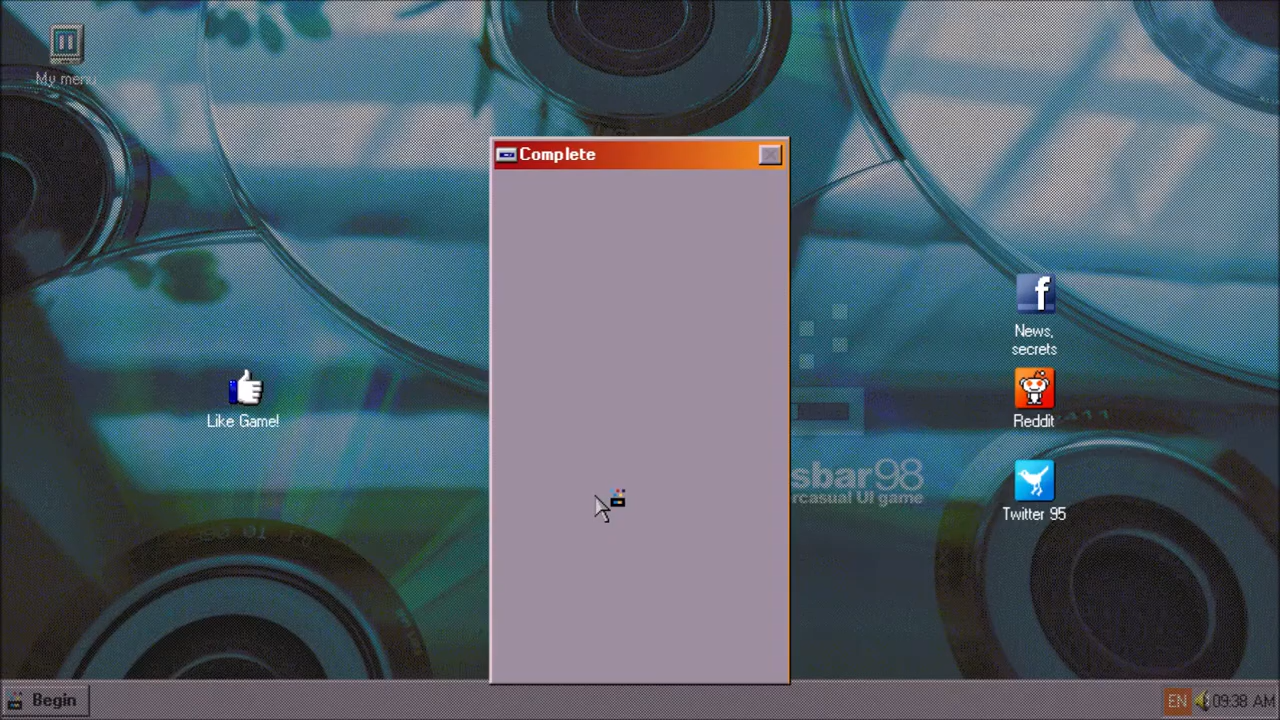 My menu
Complete
News,
secrets
Like Game!
Reddit
sbar98
rcasual UI game
Twitter 95
Begin
EN
09:38 AM